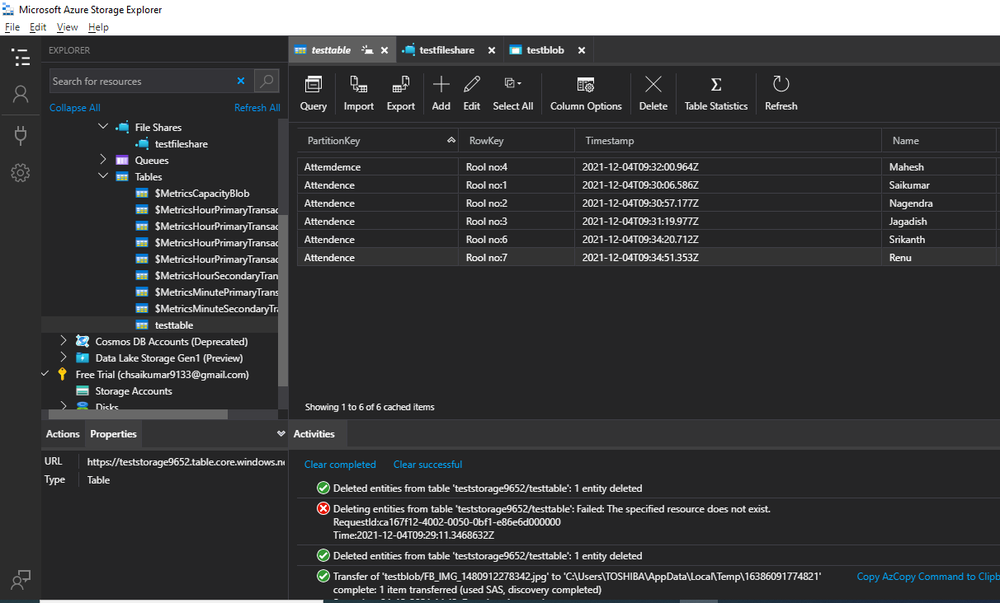 Microsoft Azure Storage Explorer
File Edit View Help
EXPLORER
Search for resources
Collapse All Refresh All
File Shares
testfileshare
Queues
Tables
$MetricsCapacityBlob
$MetricsHourPrimaryTransac
$MetricsHourPrimaryTransac
$MetricsHourPrimaryTransac
$MetricsHourPrimaryTransac
$MetricsHourSecondaryTran
$MetricsMinutePrimaryTrans
$MetricsMinuteSecondaryTra
testtable
Cosmos DB Accounts (Deprecated)
Data Lake Storage Gen1 (Preview)
Free Trial (chsaikumar9133@gmail.com)
Storage Accounts
Disks
Actions Properties
URL https://teststorage9652.table.core.windows.ne
Type Table
testtable testfileshare testblob
Query Import Export Add Edit Select All Column Options Delete Table Statistics Refresh
PartitionKey RowKey Timestamp Name
Attemdemce Rool no:4 2021-12-04T09:32:00.964Z Mahesh
Attendence Rool no:1 2021-12-04T09:30:06.586Z Saikumar
Attendence Rool no:2 2021-12-04T09:30:57.177Z Nagendra
Attendence Rool no:3 2021-12-04T09:31:19.977Z Jagadish
Attendence Rool no:6 2021-12-04T09:34:20.712Z Srikanth
Attendence Rool no:7 2021-12-04T09:34:51.353Z Renu
Showing 1 to 6 of 6 cached items
Activities
Clear completed Clear successful
Deleted entities from table 'teststorage9652/testtable': 1 entity deleted
Deleting entities from table 'teststorage9652/testtable': Failed: The specified resource does not exist.
RequestId:ca167f12-4002-0050-0bf1-e86e6d000000
Time:2021-12-04T09:29:11.3468632Z
Deleted entities from table 'teststorage9652/testtable': 1 entity deleted
Transfer of 'testblob/FB_IMG_1480912278342.jpg' to 'C:\Users\TOSHIBA\AppData\Local\Temp\16386091774821' Copy AzCopy Command to Clipb
complete: 1 item transferred (used SAS, discovery completed)